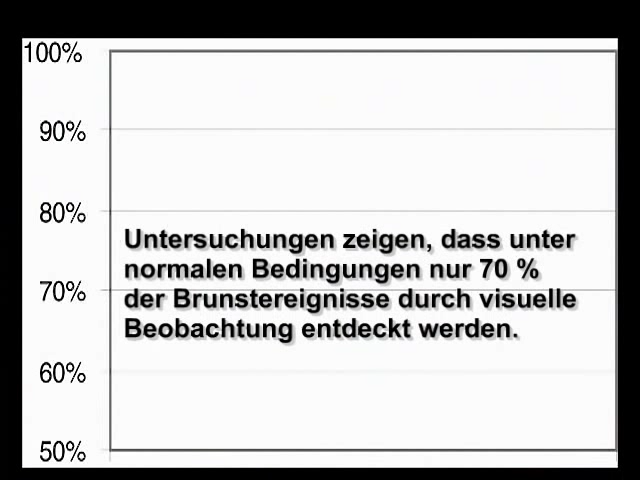 100%
90%
80%
Untersuchungen zeigen, dass unter
normalen Bedingungen nur 70 %
70%
der Brunstereignisse durch visuelle
Beobachtung entdeckt werden.
60%
50%